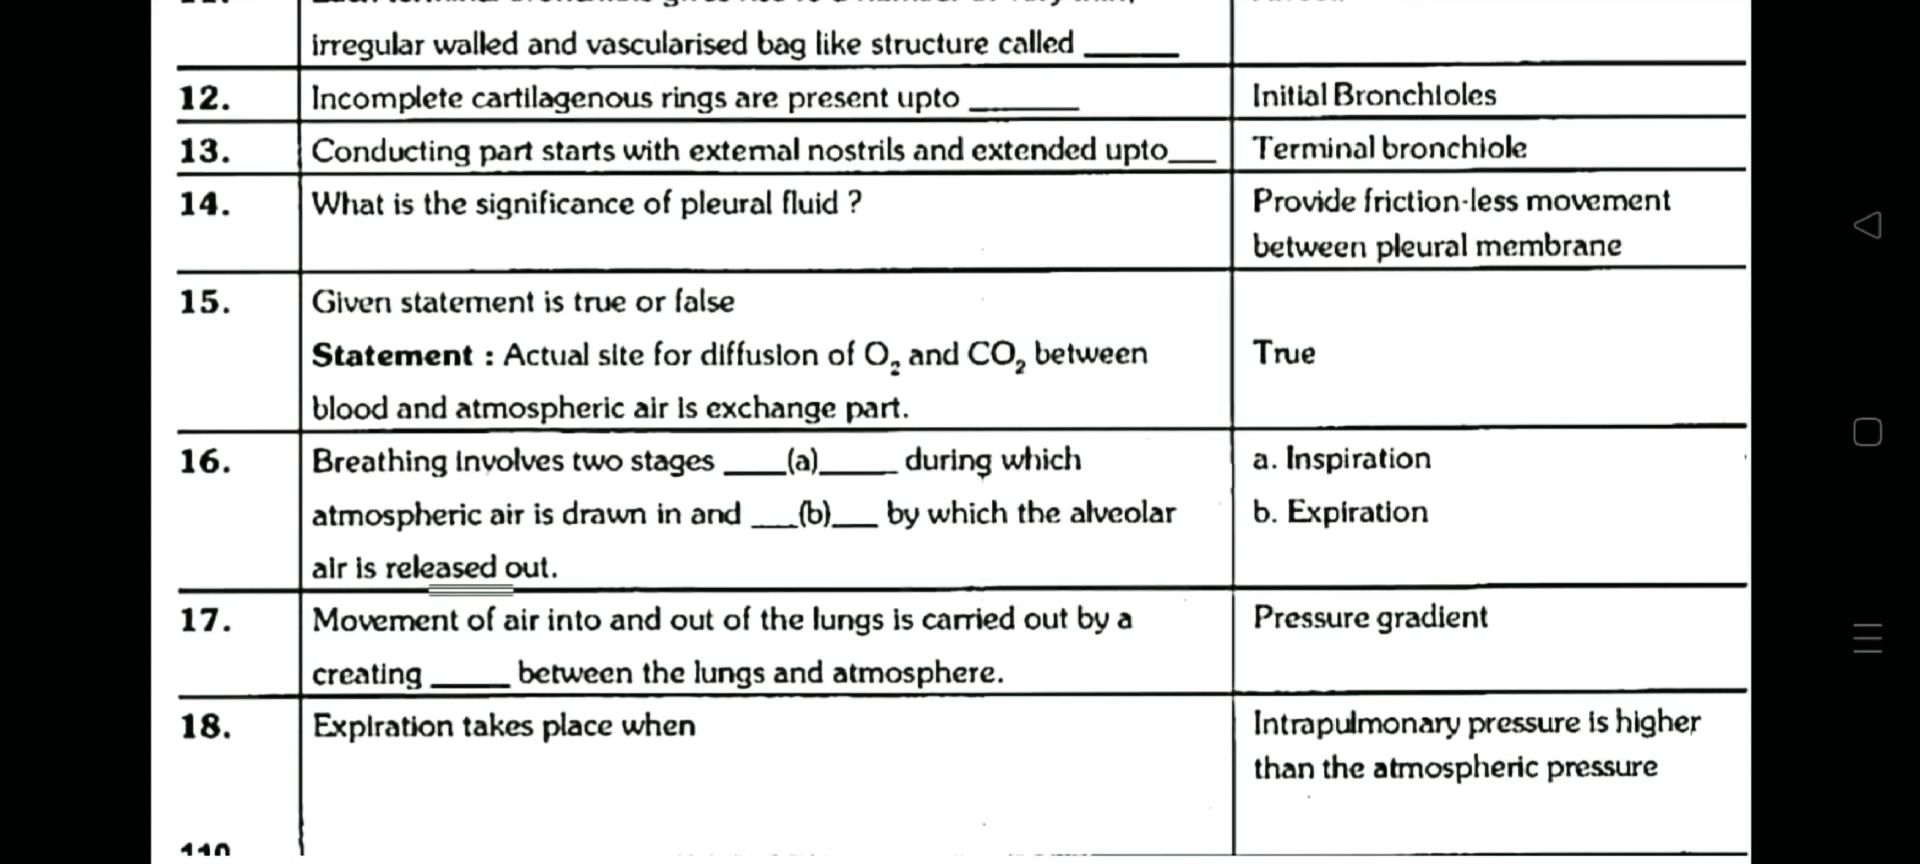 irregular walled and vascularised bag like structure called ______
12. Incomplete cartilagenous rings are present upto _______ Initial Bronchioles
13. Conducting part starts with external nostrils and extended upto___ Terminal bronchiole
14. What is the significance of pleural fluid ? Provide friction-less movement
between pleural membrane
15. Given statement is true or false
Statement : Actual site for diffusion of O₂ and CO₂ between True
blood and atmospheric air is exchange part.
16. Breathing involves two stages ____(a)_____ during which a. Inspiration
atmospheric air is drawn in and ___(b)___ by which the alveolar b. Expiration
air is released out.
17. Movement of air into and out of the lungs is carried out by a Pressure gradient
creating _____ between the lungs and atmosphere.
18. Expiration takes place when Intrapulmonary pressure is higher
than the atmospheric pressure